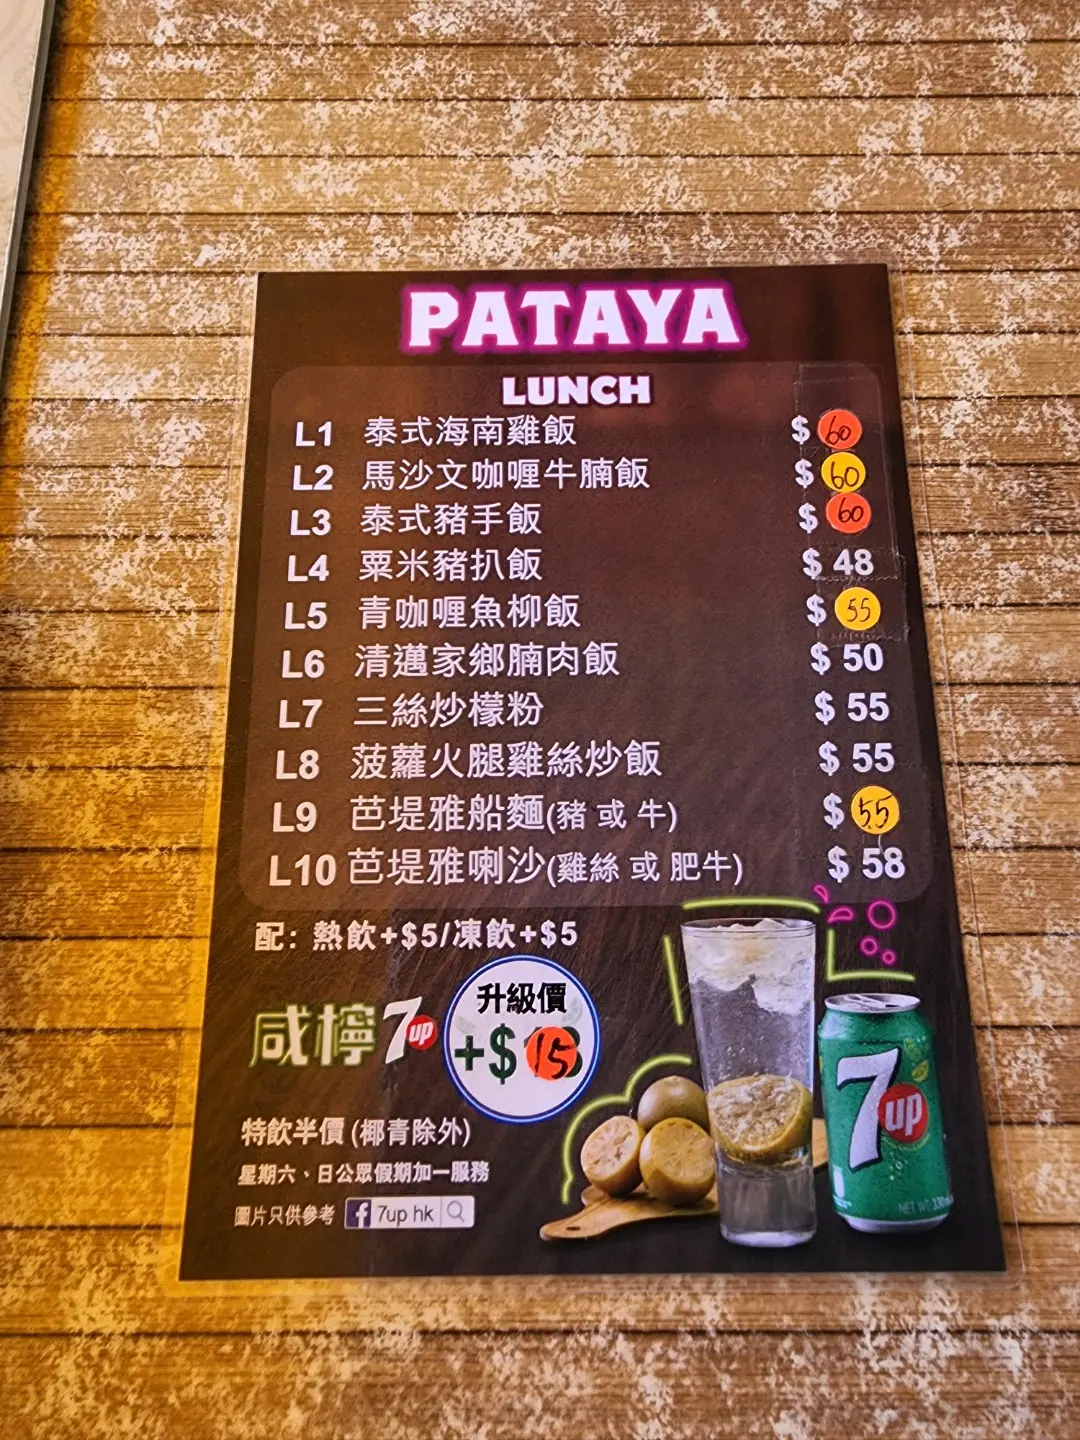 PATAYA
LUNCH
L1 泰式海南雞飯 $ 60
L2 馬沙文咖喱牛腩飯 $ 60
L3 泰式豬手飯 $ 60
L4 粟米豬扒飯 $ 48
L5 青咖喱魚柳飯 $ 55
L6 清邁家鄉腩肉飯 $ 50
L7 三絲炒檬粉 $ 55
L8 菠蘿火腿雞絲炒飯 $ 55
L9 芭堤雅船麵(豬 或 牛) $ 55
L10 芭堤雅喇沙(雞絲 或 肥牛) $ 58
配: 熱飲+$5/凍飲+$5
咸檸7up
升級價
+$15
特飲半價 (椰青除外)
星期六、日公眾假期加一服務
圖片只供參考 f 7up hk
7up
NET WT. 330